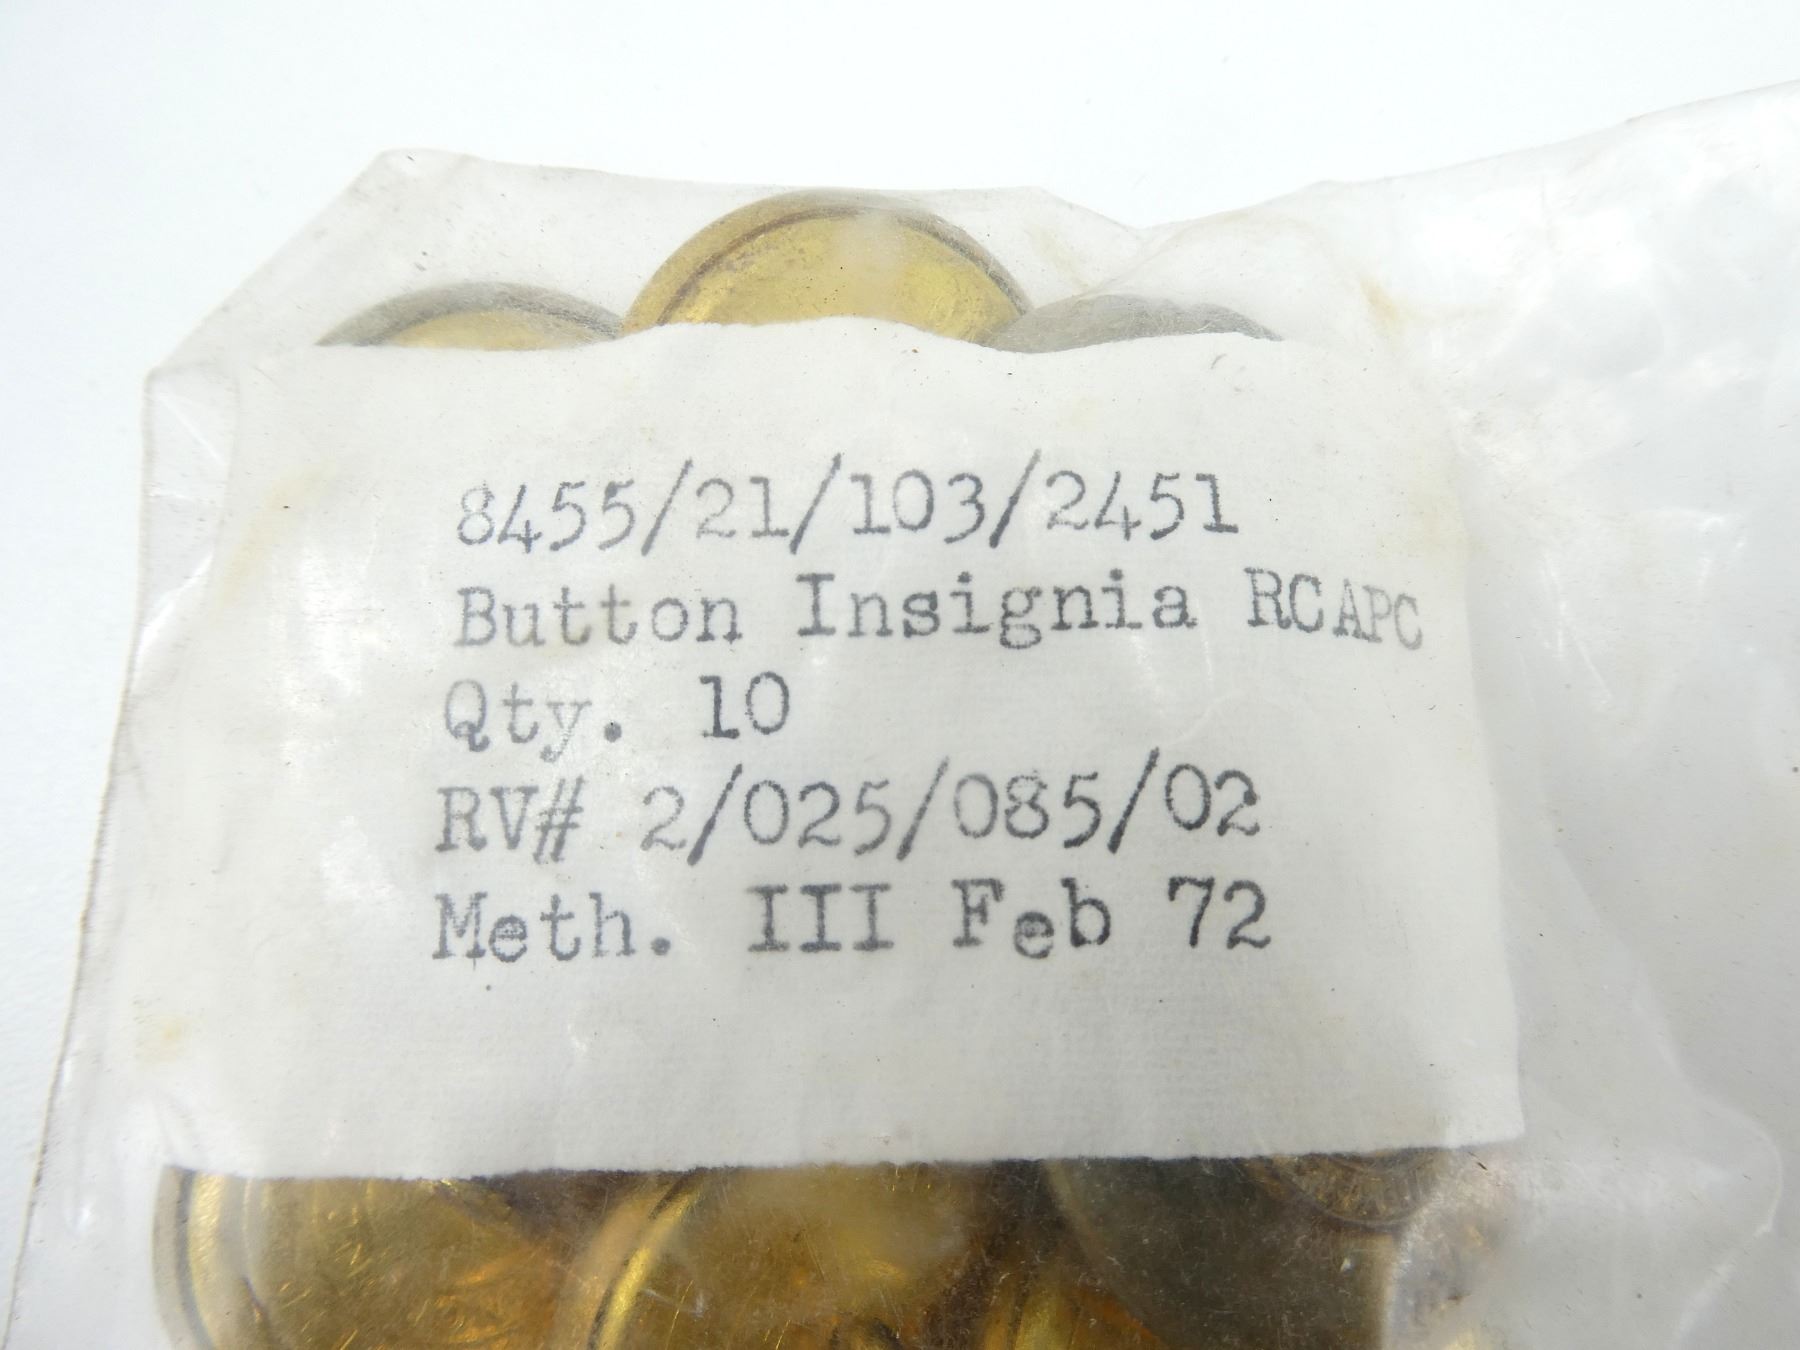 8455/21/103/2451
Button Insignia RCAPC
Qty. 10
RV# 2/025/085/02
Meth. III Feb 72